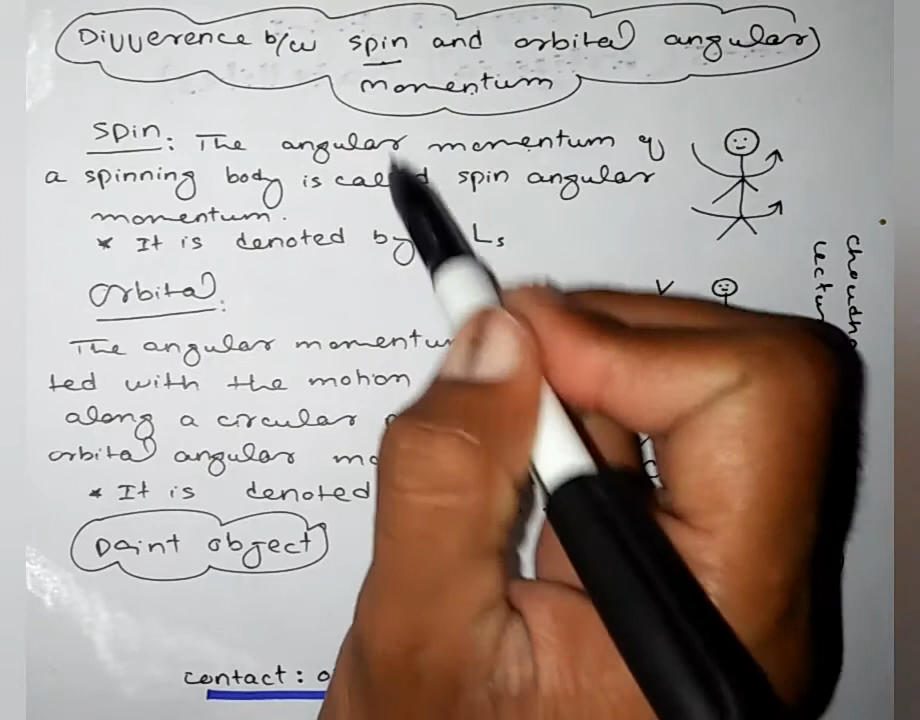 Divverence b/w spin and orbital angular
momentum
Spin: The angular momentum of
a spinning body is called spin angular
momentum.
* It is denoted by Ls
Orbital:
The angular
ted with the motion
along a circular
orbital angular
* It is denoted
point object
contact:
V